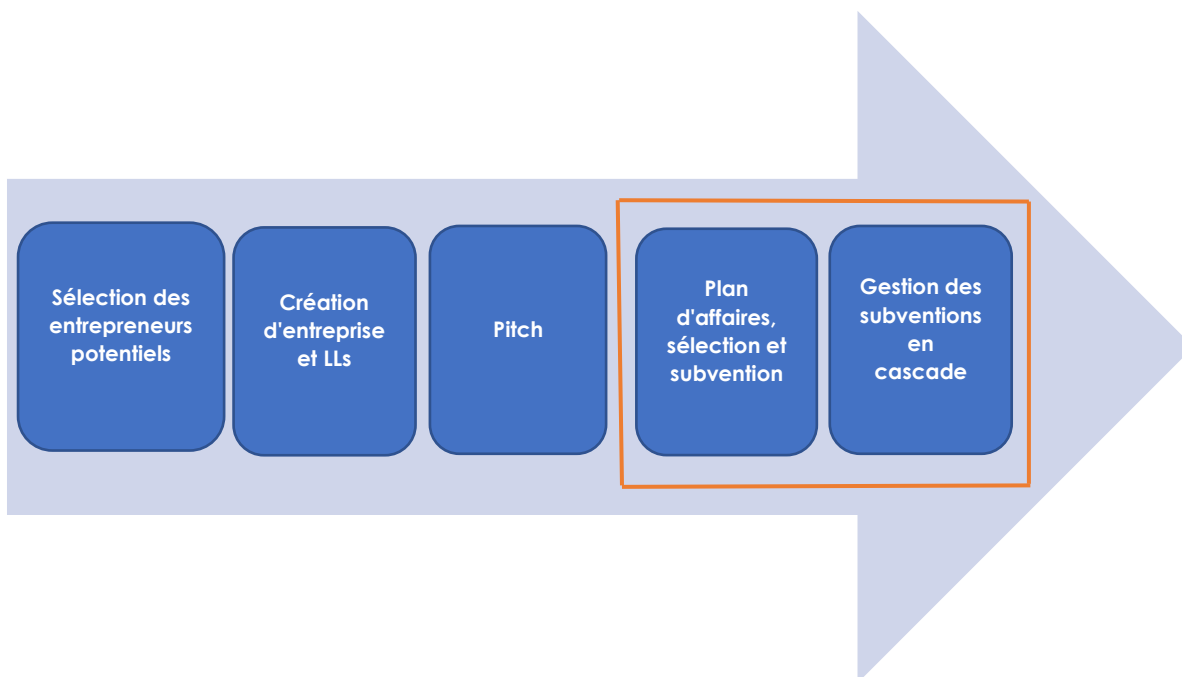 Sélection des
entrepreneurs
potentiels
Création
d'entreprise
et LLs
Pitch
Plan
d'affaires,
sélection et
subvention
Gestion des
subventions
en
cascade